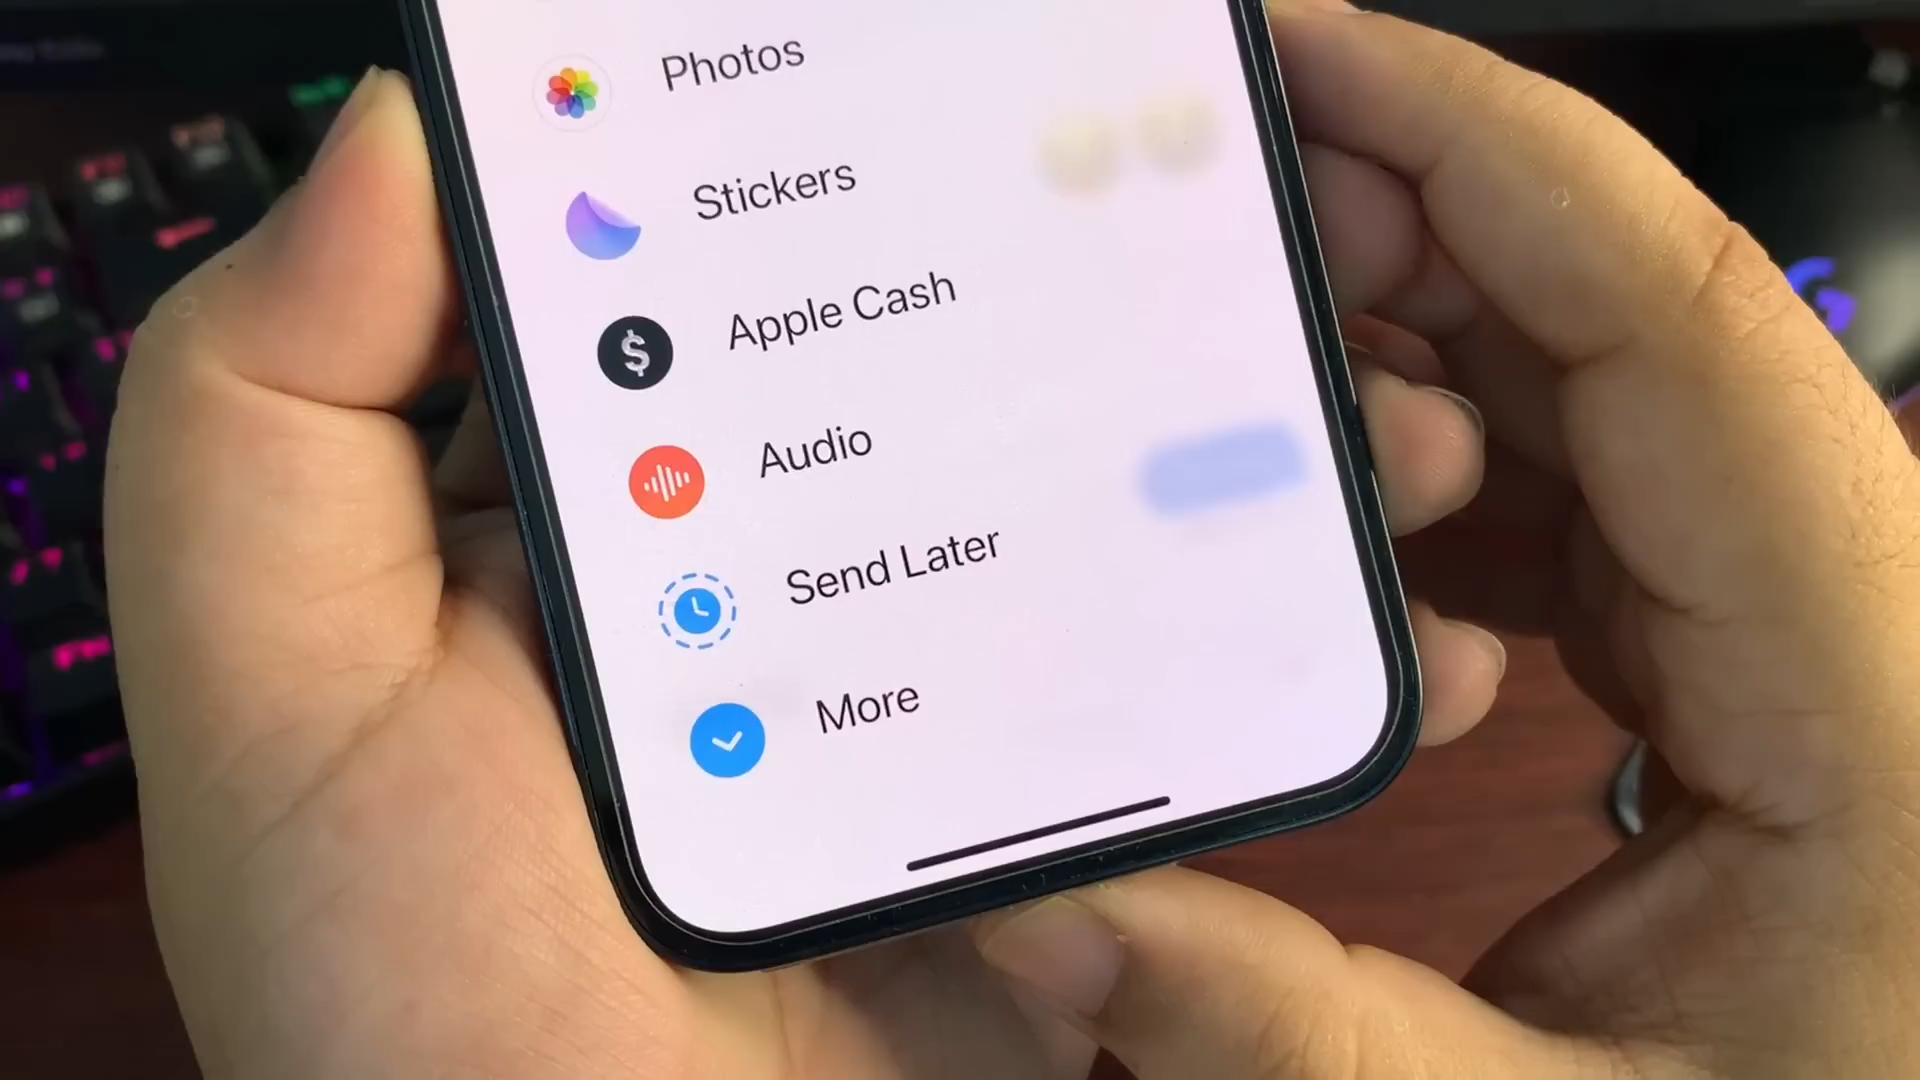 Photos
Stickers
$
Apple Cash
Audio
Send Later
More
G